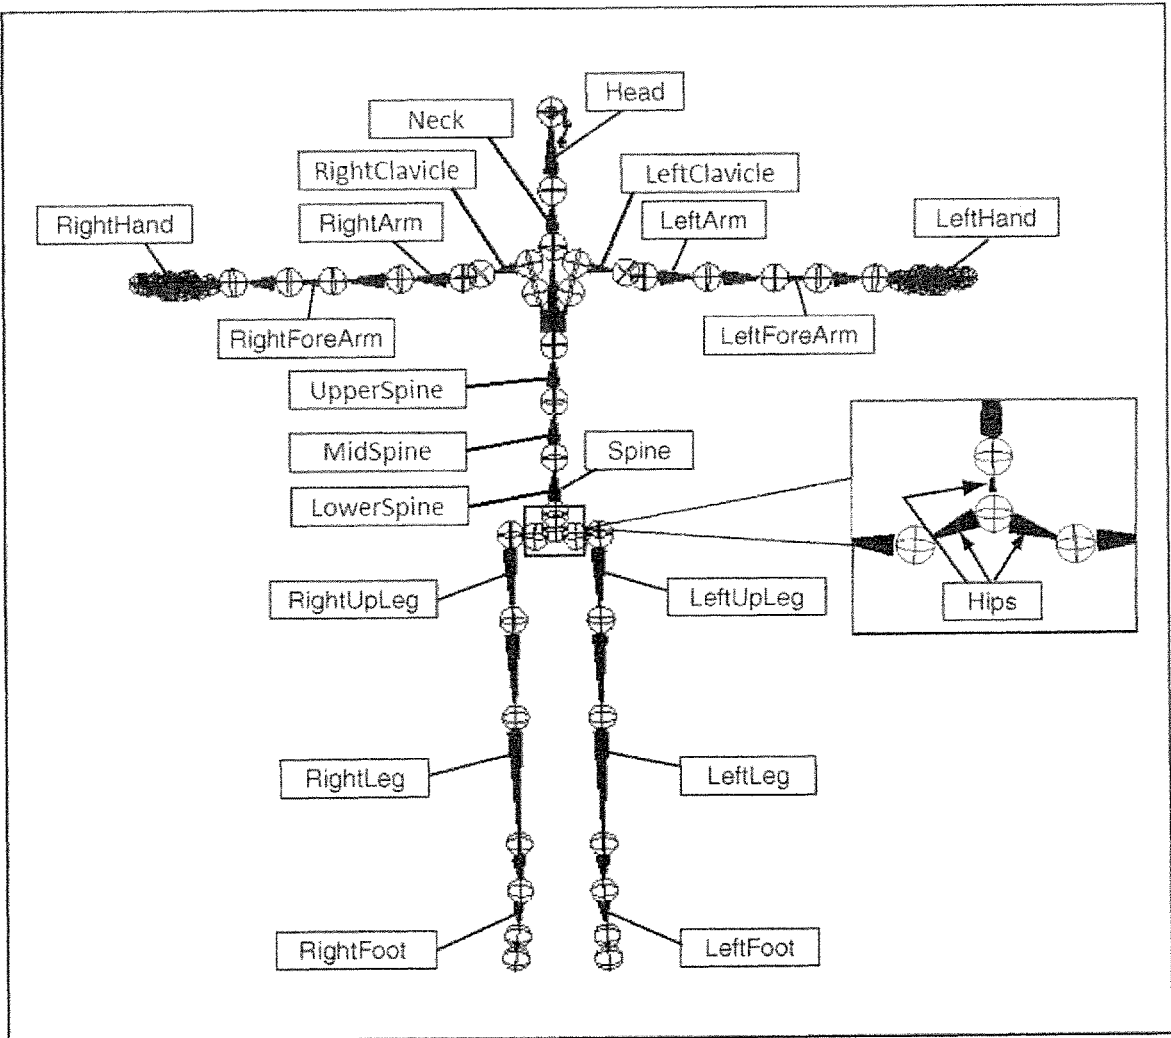 Head
Neck
RightClavicle
LeftClavicle
RightHand
RightArm
LeftArm
LeftHand
RightForeArm
LeftForeArm
UpperSpine
MidSpine
Spine
LowerSpine
RightUpLeg
LeftUpLeg
Hips
RightLeg
LeftLeg
RightFoot
LeftFoot